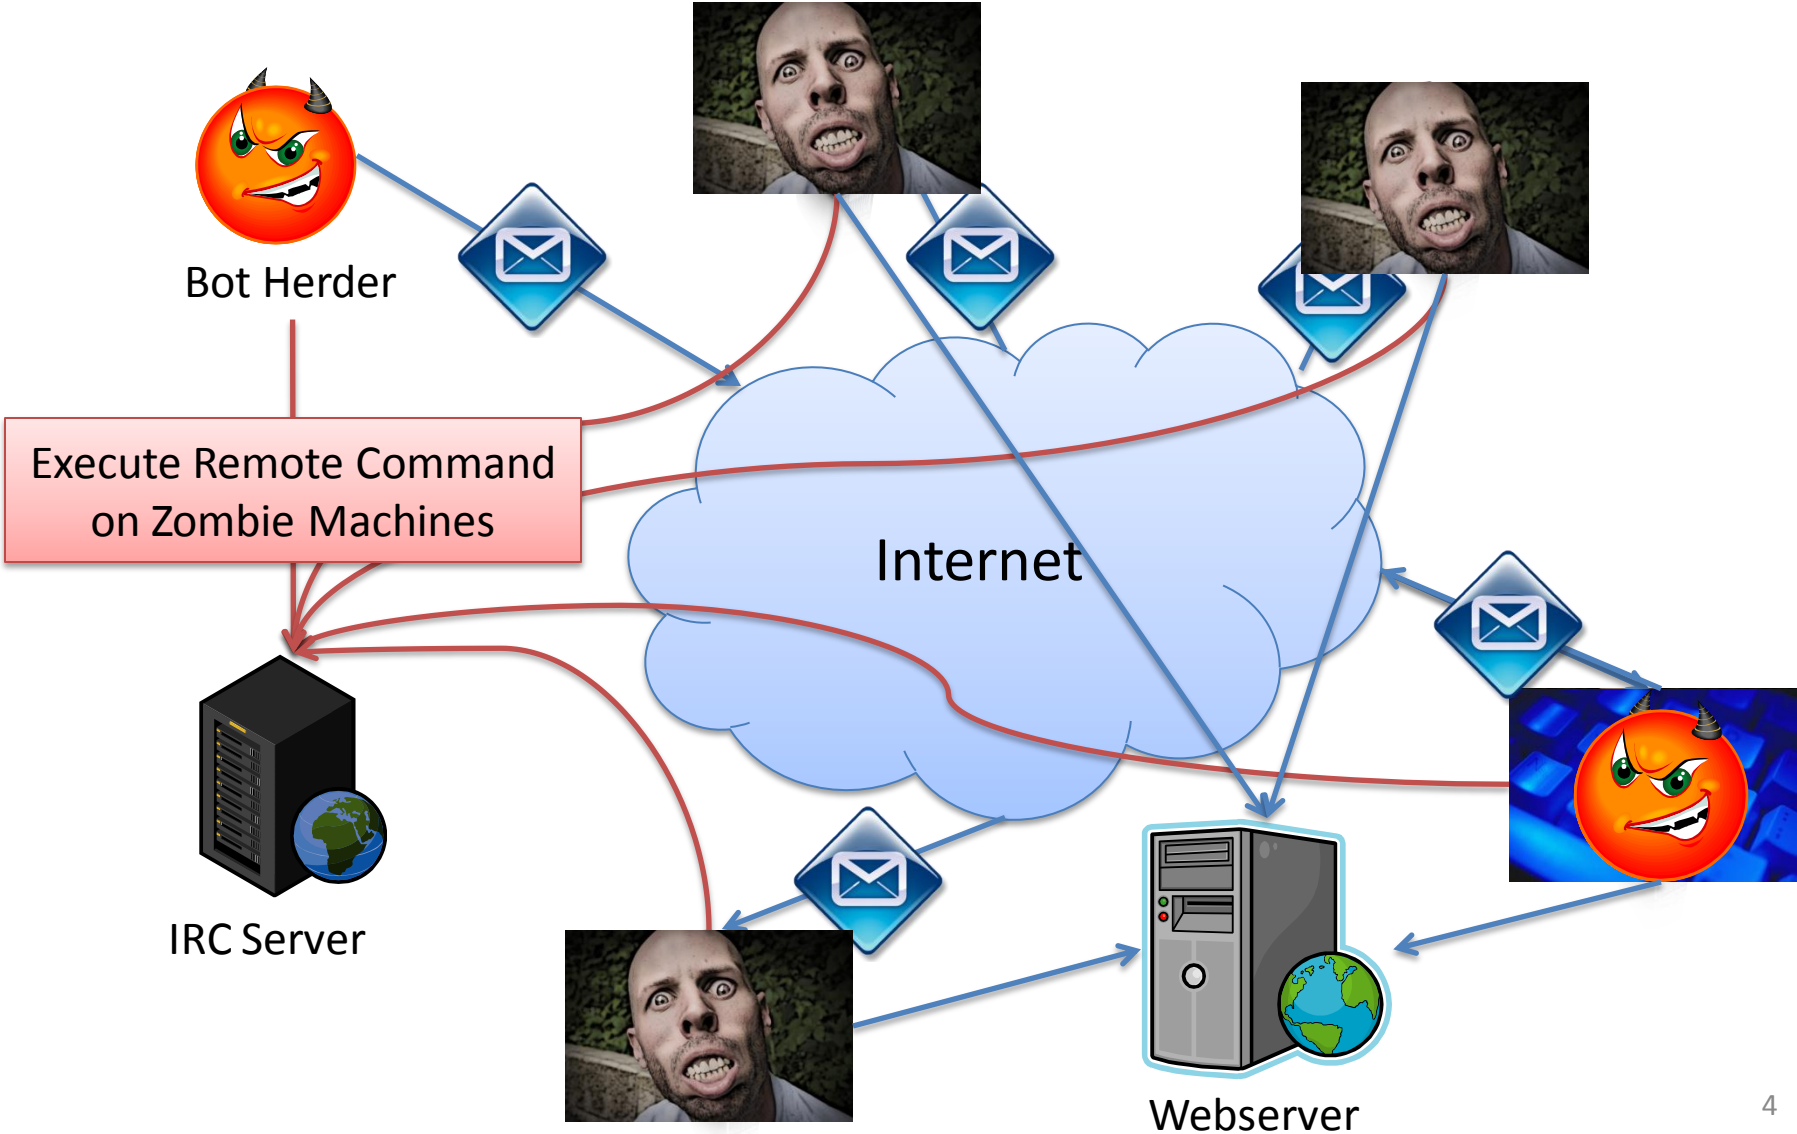 Bot Herder
Execute Remote Command
on Zombie Machines
Internet
IRC Server
Webserver
4